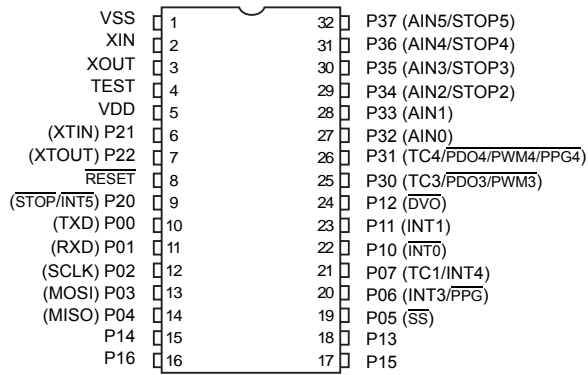 VSS 1 32 P37 (AIN5/STOP5)
XIN 2 31 P36 (AIN4/STOP4)
XOUT 3 30 P35 (AIN3/STOP3)
TEST 4 29 P34 (AIN2/STOP2)
VDD 5 28 P33 (AIN1)
(XTIN) P21 6 27 P32 (AIN0)
(XTOUT) P22 7 26 P31 (TC4/PDO4/PWM4/PPG4)
RESET 8 25 P30 (TC3/PDO3/PWM3)
(STOP/INT5) P20 9 24 P12 (DVO)
(TXD) P00 10 23 P11 (INT1)
(RXD) P01 11 22 P10 (INT0)
(SCLK) P02 12 21 P07 (TC1/INT4)
(MOSI) P03 13 20 P06 (INT3/PPG)
(MISO) P04 14 19 P05 (SS)
P14 15 18 P13
P16 16 17 P15